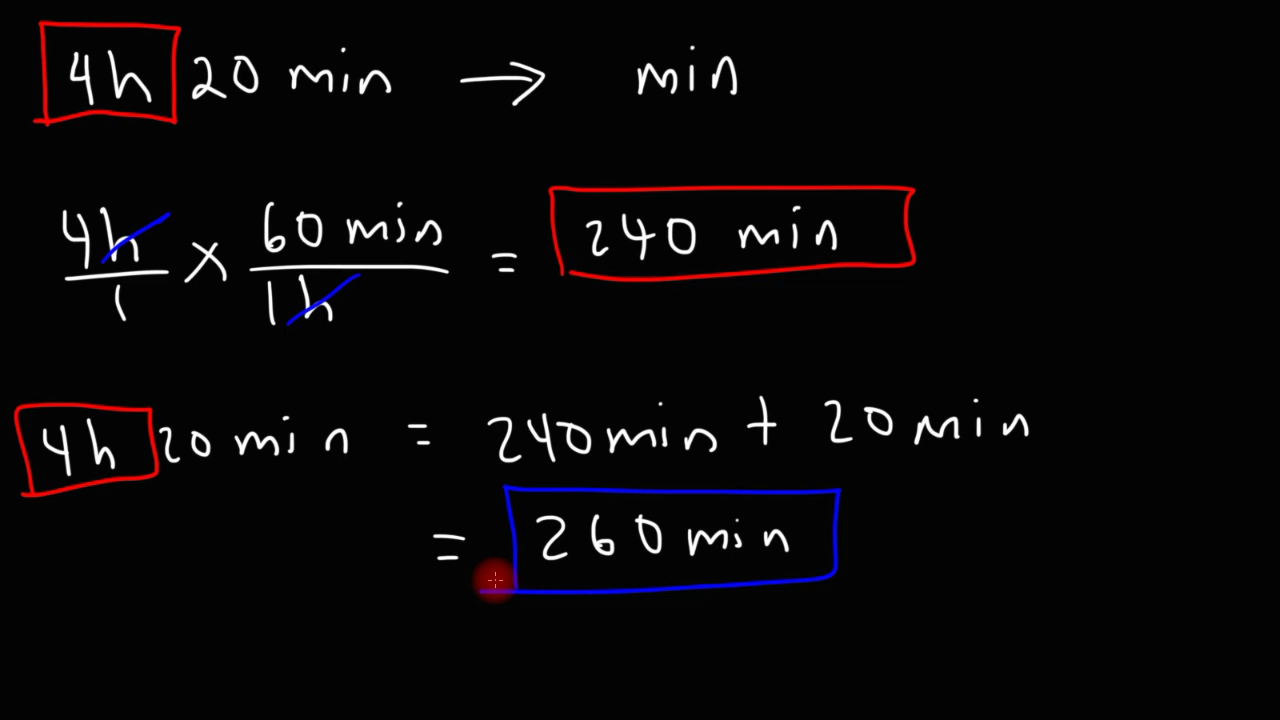 4h 20 min → min
4h/1 × 60 min/1h = 240 min
4h 20 min = 240 min + 20 min
= 260 min